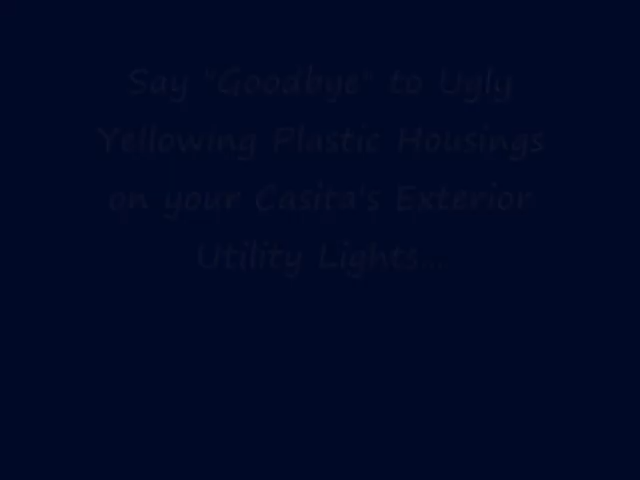 Say "Goodbye" to Ugly
Yellowing Plastic Housings
on your Casita's Exterior
Utility Lights...